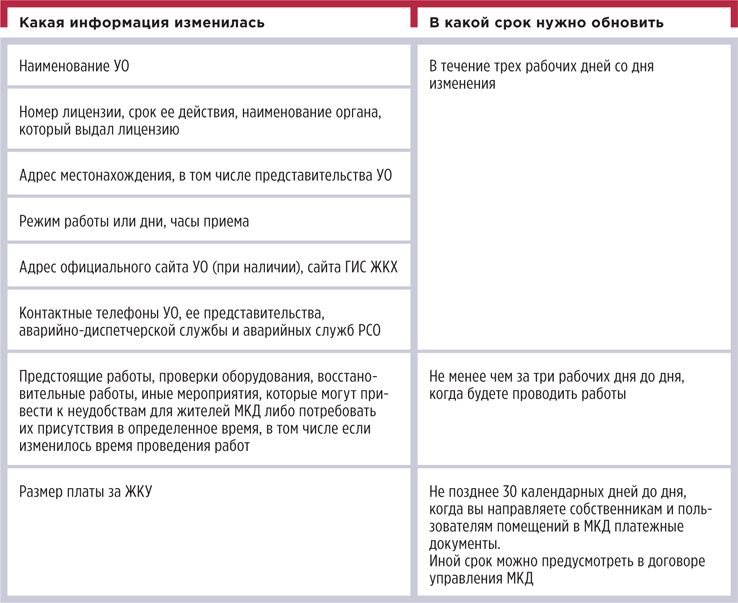 Какая информация изменилась
В какой срок нужно обновить
Наименование УО
В течение трех рабочих дней со дня
изменения
Номер лицензии, срок ее действия, наименование органа,
который выдал лицензию
Адрес местонахождения, в том числе представительства УО
Режим работы или дни, часы приема
Адрес официального сайта УО (при наличии), сайта ГИС ЖКХ
Контактные телефоны УО, ее представительства,
аварийно-диспетчерской службы и аварийных служб РСО
Предстоящие работы, проверки оборудования, восстано-
вительные работы, иные мероприятия, которые могут при-
вести к неудобствам для жителей МКД либо потребовать
их присутствия в определенное время, в том числе если
изменилось время проведения работ
Не менее чем за три рабочих дня до дня,
когда будете проводить работы
Размер платы за ЖКУ
Не позднее 30 календарных дней до дня,
когда вы направляете собственникам и поль-
зователям помещений в МКД платежные
документы.
Иной срок можно предусмотреть в договоре
управления МКД